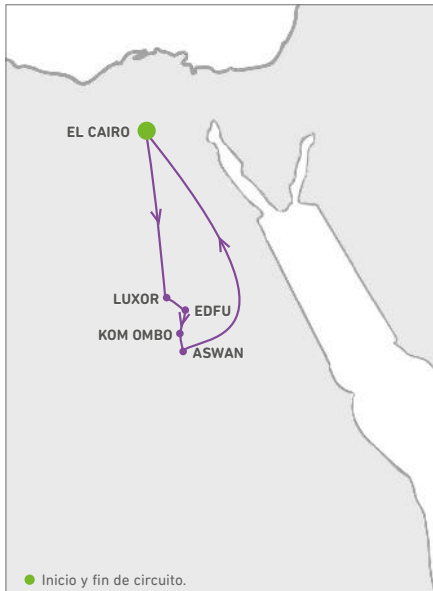 EL CAIRO
LUXOR
EDFU
KOM OMBO
ASWAN
Inicio y fin de circuito.